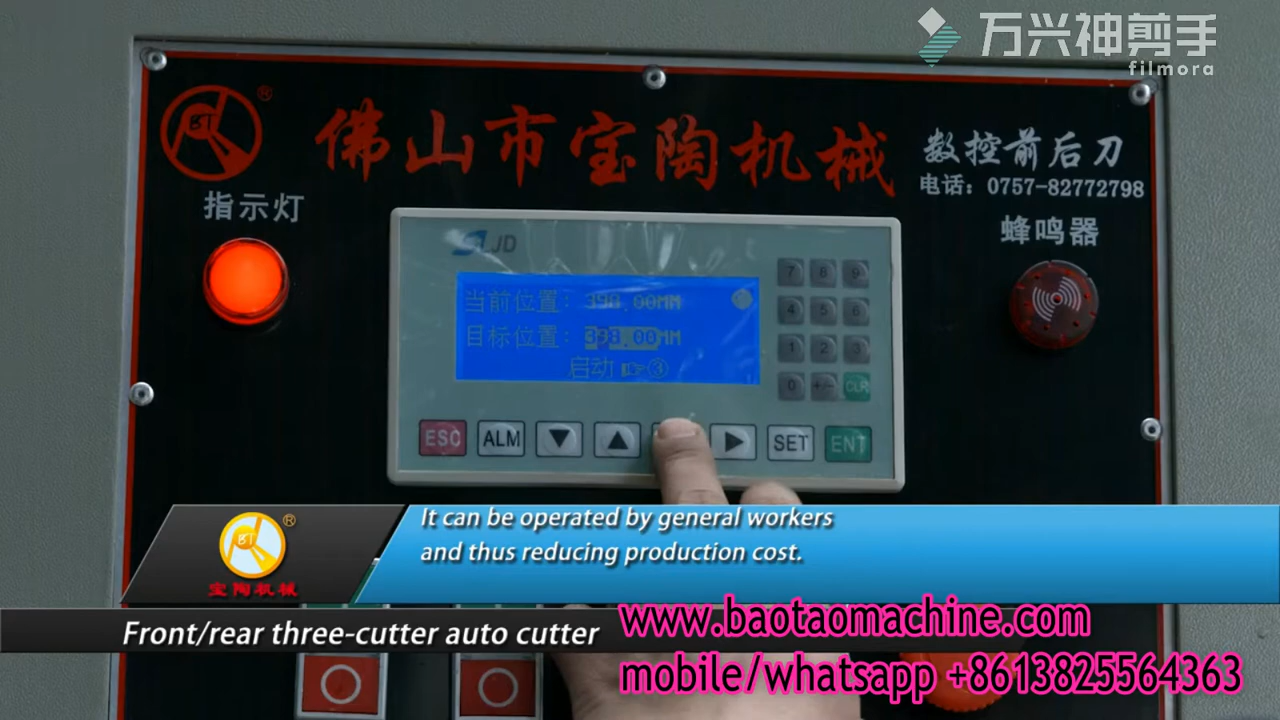 万兴神剪手
filmora
BT
®
佛山市宝陶机械
数控前后刀
电话：0757-82772798
指示灯
蜂鸣器
JD
7 8 9
当前位置：390.00MM
4 5 6
目标位置：
1 2 3
启动 ③
0 +/- CLR
ESC ALM SET ENT
It can be operated by general workers
and thus reducing production cost.
BT ®
宝陶机械
Front/rear three-cutter auto cutter
www.baotaomachine.com
mobile/whatsapp +8613825564363